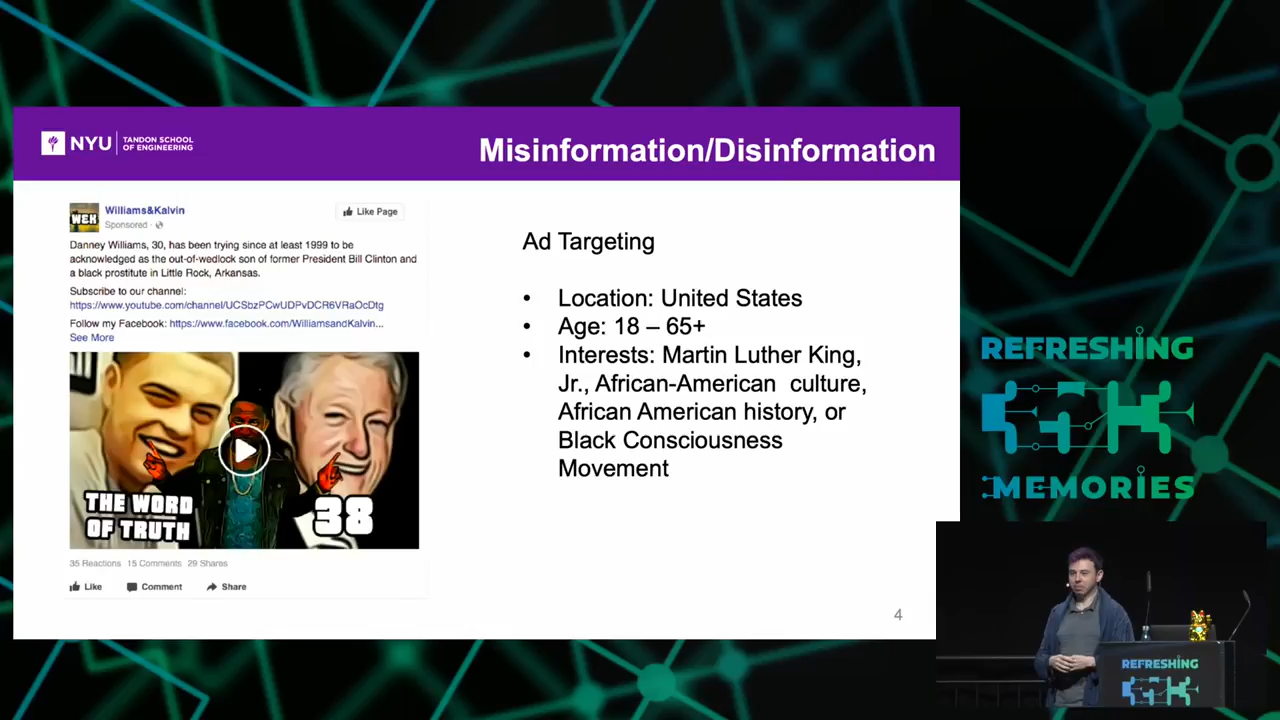 NYU
TANDON SCHOOL
OF ENGINEERING
Misinformation/Disinformation
WEK
Williams&Kalvin
Sponsored ·
Like Page
Danney Williams, 30, has been trying since at least 1999 to be
acknowledged as the out-of-wedlock son of former President Bill Clinton and
a black prostitute in Little Rock, Arkansas.
Subscribe to our channel:
https://www.youtube.com/channel/UCSbzPCwUDPvDCR6VRaOcDtg
Follow my Facebook: https://www.facebook.com/WilliamsandKalvin...
See More
THE WORD
OF TRUTH
38
35 Reactions 15 Comments 29 Shares
Like Comment Share
Ad Targeting
• Location: United States
• Age: 18 – 65+
• Interests: Martin Luther King,
Jr., African-American culture,
African American history, or
Black Consciousness
Movement
4
REFRESHING
MEMORIES
REFRESHING